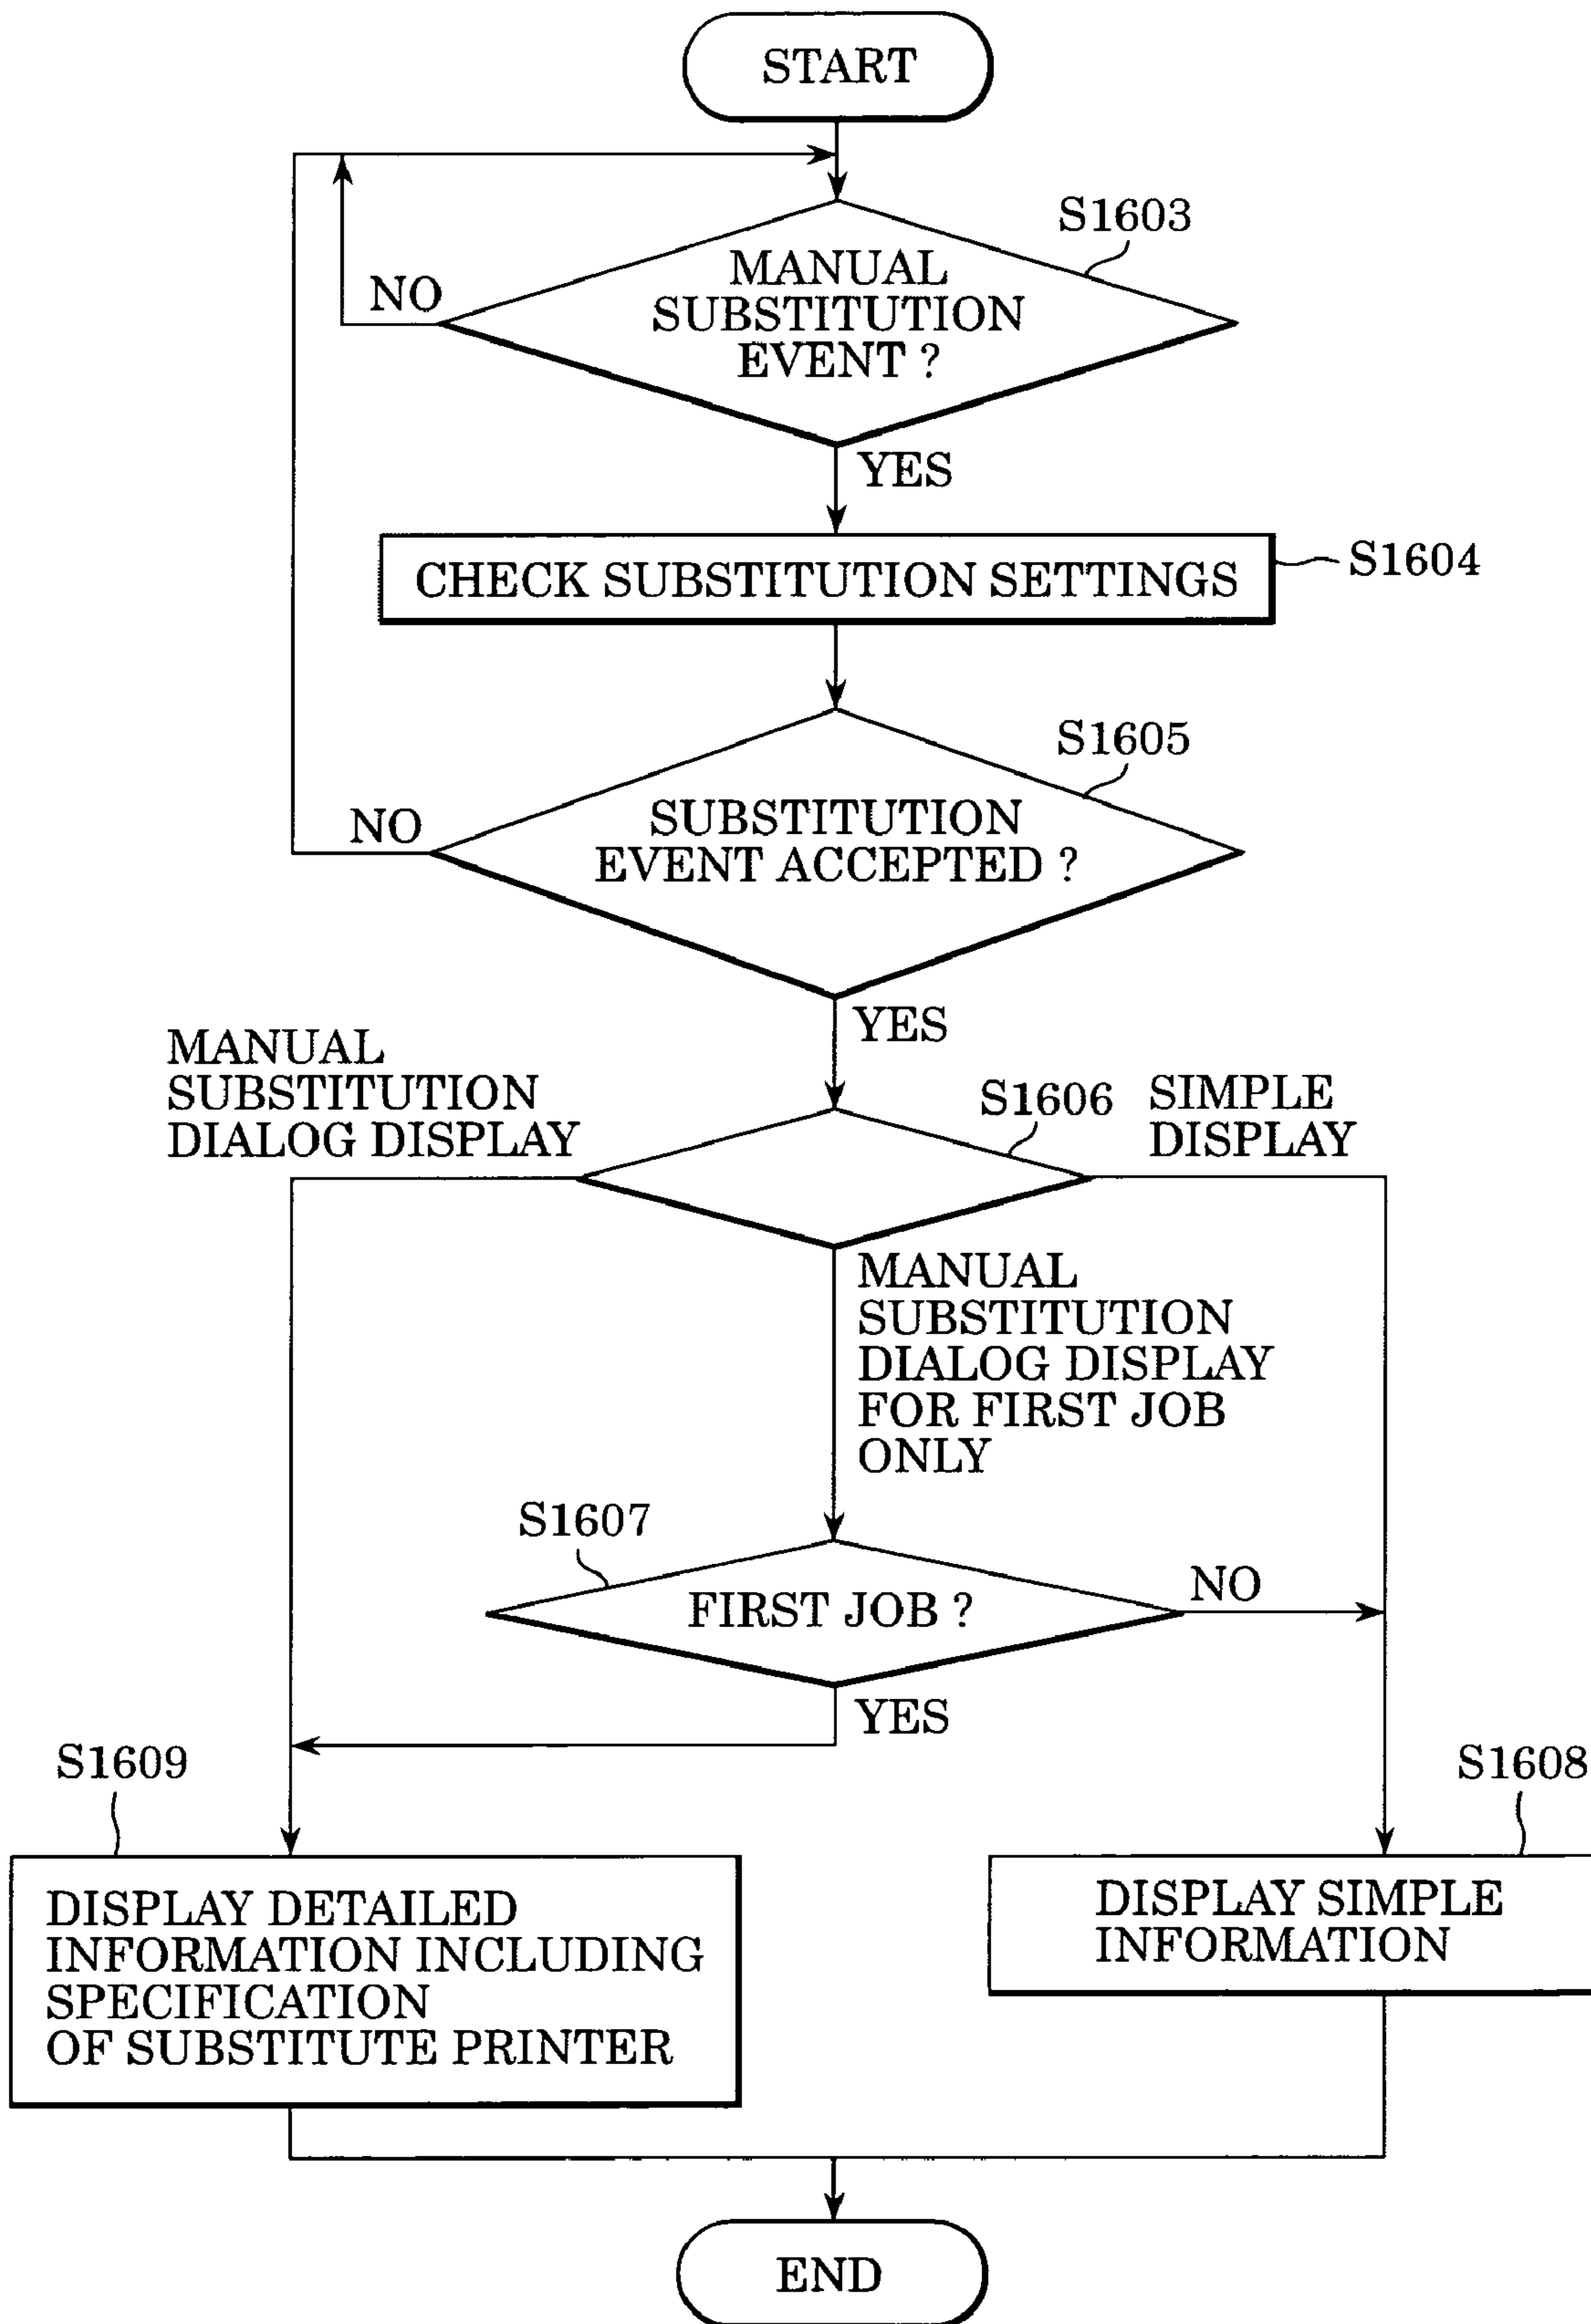 START
S1603
MANUAL
SUBSTITUTION
EVENT ?
NO
YES
CHECK SUBSTITUTION SETTINGS
S1604
S1605
SUBSTITUTION
EVENT ACCEPTED ?
NO
YES
MANUAL
SUBSTITUTION
DIALOG DISPLAY
S1606
SIMPLE
DISPLAY
MANUAL
SUBSTITUTION
DIALOG DISPLAY
FOR FIRST JOB
ONLY
S1607
FIRST JOB ?
NO
YES
S1609
S1608
DISPLAY DETAILED
INFORMATION INCLUDING
SPECIFICATION
OF SUBSTITUTE PRINTER
DISPLAY SIMPLE
INFORMATION
END